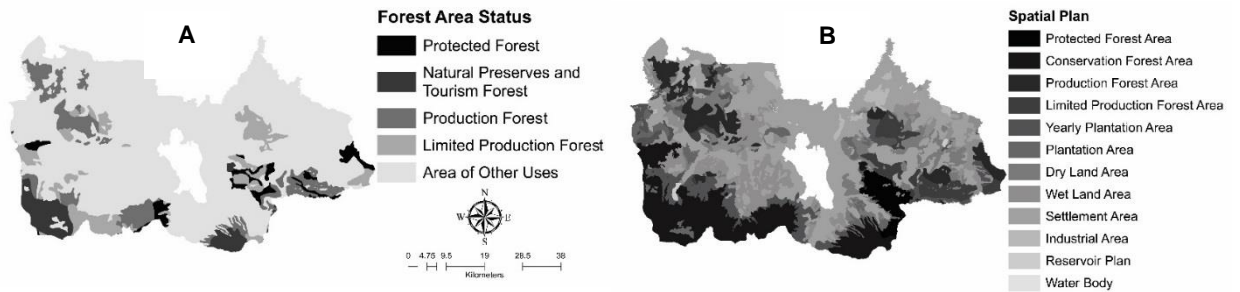 A
Forest Area Status
Protected Forest
Natural Preserves and
Tourism Forest
Production Forest
Limited Production Forest
Area of Other Uses
N
W E
S
0 4.75 9.5 19 28.5 38
Kilometers
B
Spatial Plan
Protected Forest Area
Conservation Forest Area
Production Forest Area
Limited Production Forest Area
Yearly Plantation Area
Plantation Area
Dry Land Area
Wet Land Area
Settlement Area
Industrial Area
Reservoir Plan
Water Body